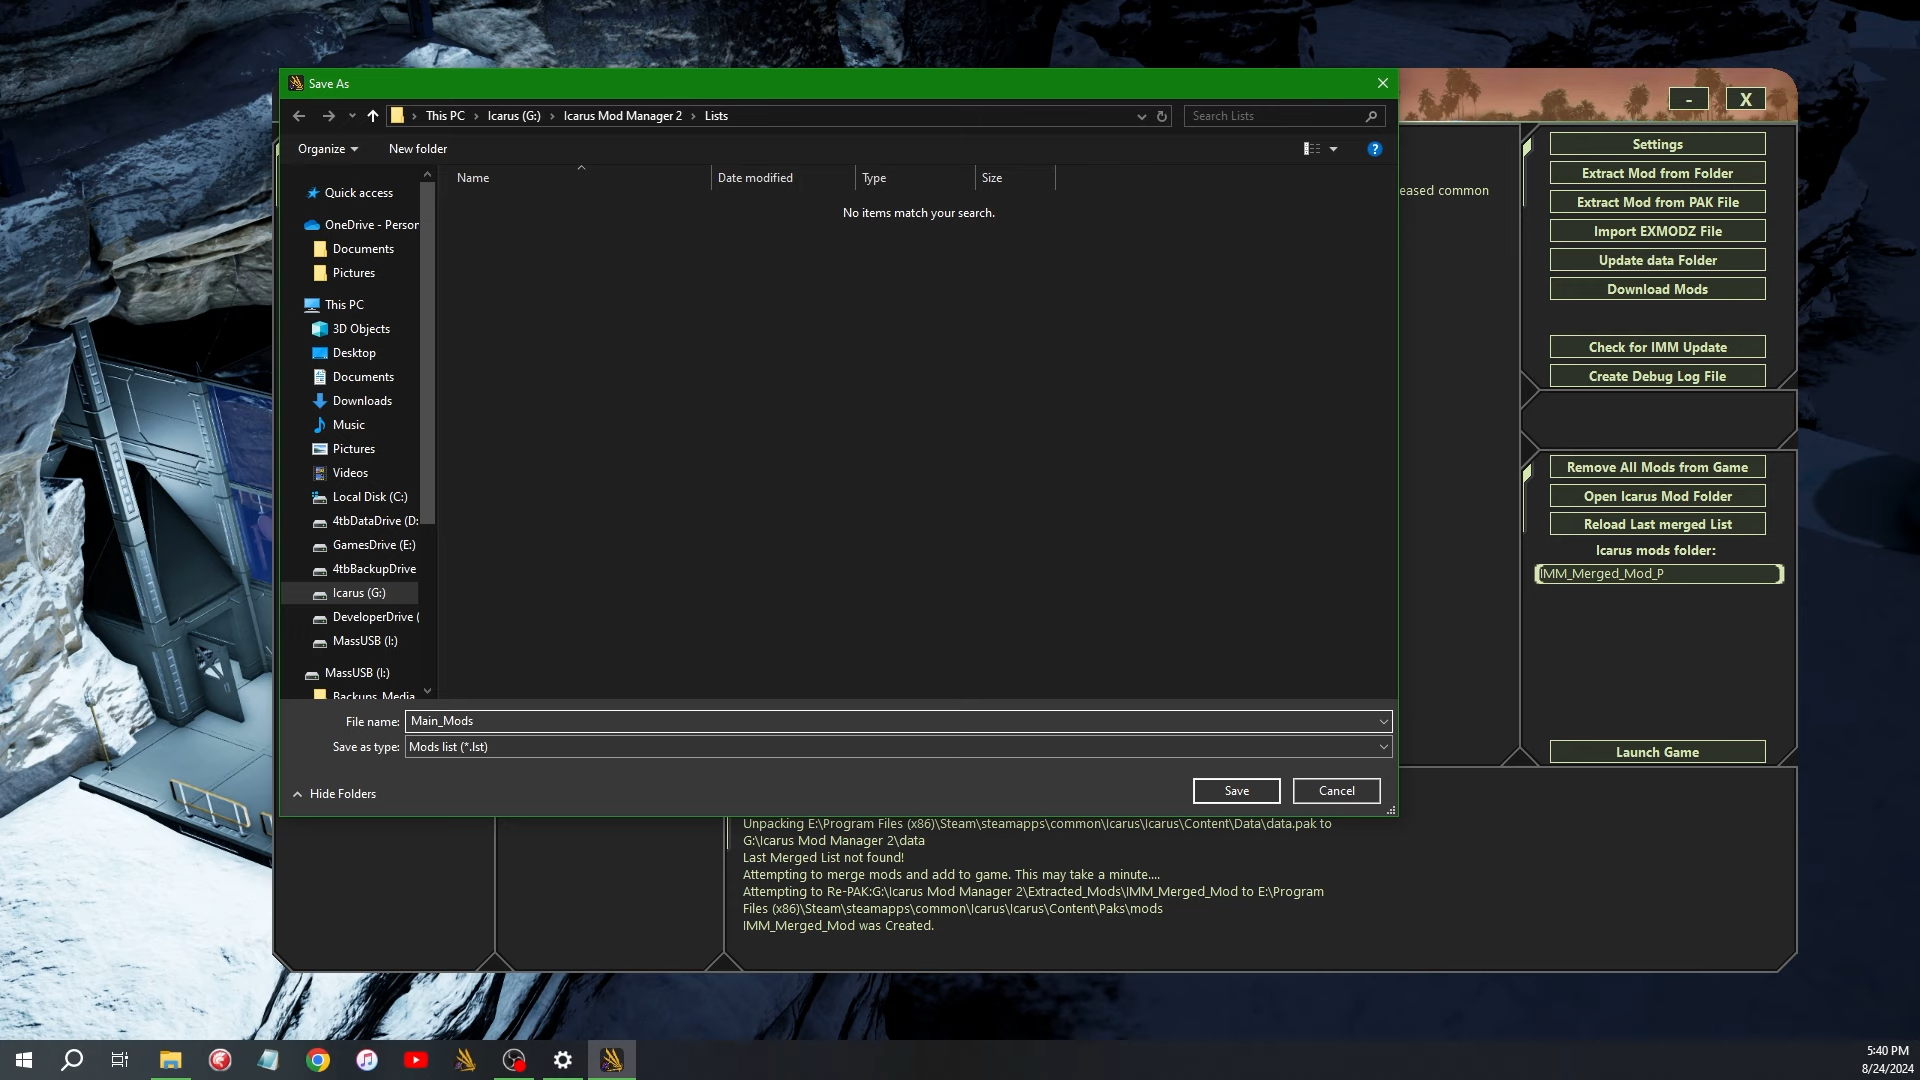 Save As
This PC > Icarus (G:) > Icarus Mod Manager 2 > Lists
Search Lists
- X
Organize
New folder
Name
Date modified
Type
Size
No items match your search.
Quick access
OneDrive - Person
Documents
Pictures
This PC
3D Objects
Desktop
Documents
Downloads
Music
Pictures
Videos
Local Disk (C:)
4tbDataDrive (D:
GamesDrive (E:)
4tbBackupDrive
Icarus (G:)
DeveloperDrive (
MassUSB (I:)
MassUSB (I:)
Backups_Media
File name: Main_Mods
Save as type: Mods list (*.lst)
Hide Folders
Save
Cancel
eased common
Settings
Extract Mod from Folder
Extract Mod from PAK File
Import EXMODZ File
Update data Folder
Download Mods
Check for IMM Update
Create Debug Log File
Remove All Mods from Game
Open Icarus Mod Folder
Reload Last merged List
Icarus mods folder:
IMM_Merged_Mod_P
Launch Game
Unpacking E:\Program Files (x86)\Steam\steamapps\common\Icarus\Icarus\Content\Data\data.pak to
G:\Icarus Mod Manager 2\data
Last Merged List not found!
Attempting to merge mods and add to game. This may take a minute....
Attempting to Re-PAK:G:\Icarus Mod Manager 2\Extracted_Mods\IMM_Merged_Mod to E:\Program
Files (x86)\Steam\steamapps\common\Icarus\Icarus\Content\Paks\mods
IMM_Merged_Mod was Created.
5:40 PM
8/24/2024